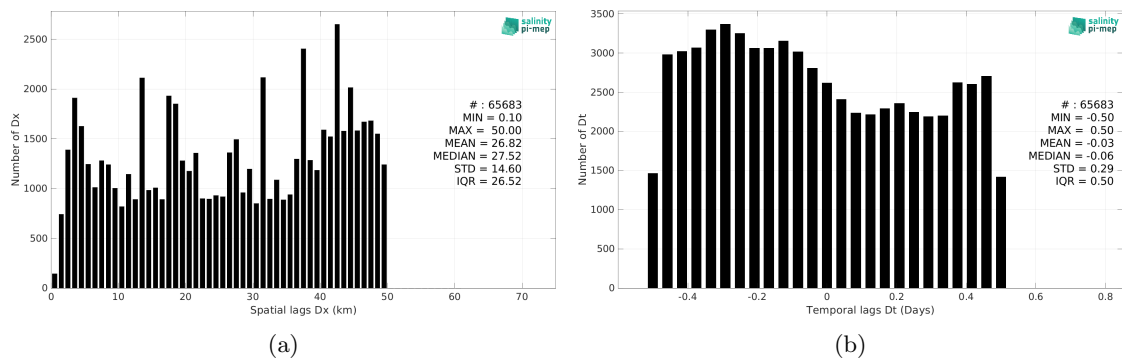 2500
2000
1500
1000
500
0
Number of Dx
0 10 20 30 40 50 60 70
Spatial lags Dx (km)
salinity
pi-mep
# : 65683
MIN = 0.10
MAX = 50.00
MEAN = 26.82
MEDIAN = 27.52
STD = 14.60
IQR = 26.52
(a)
3500
3000
2500
2000
1500
1000
500
0
Number of Dt
-0.4 -0.2 0 0.2 0.4 0.6 0.8
Temporal lags Dt (Days)
salinity
pi-mep
# : 65683
MIN = -0.50
MAX = 0.50
MEAN = -0.03
MEDIAN = -0.06
STD = 0.29
IQR = 0.50
(b)